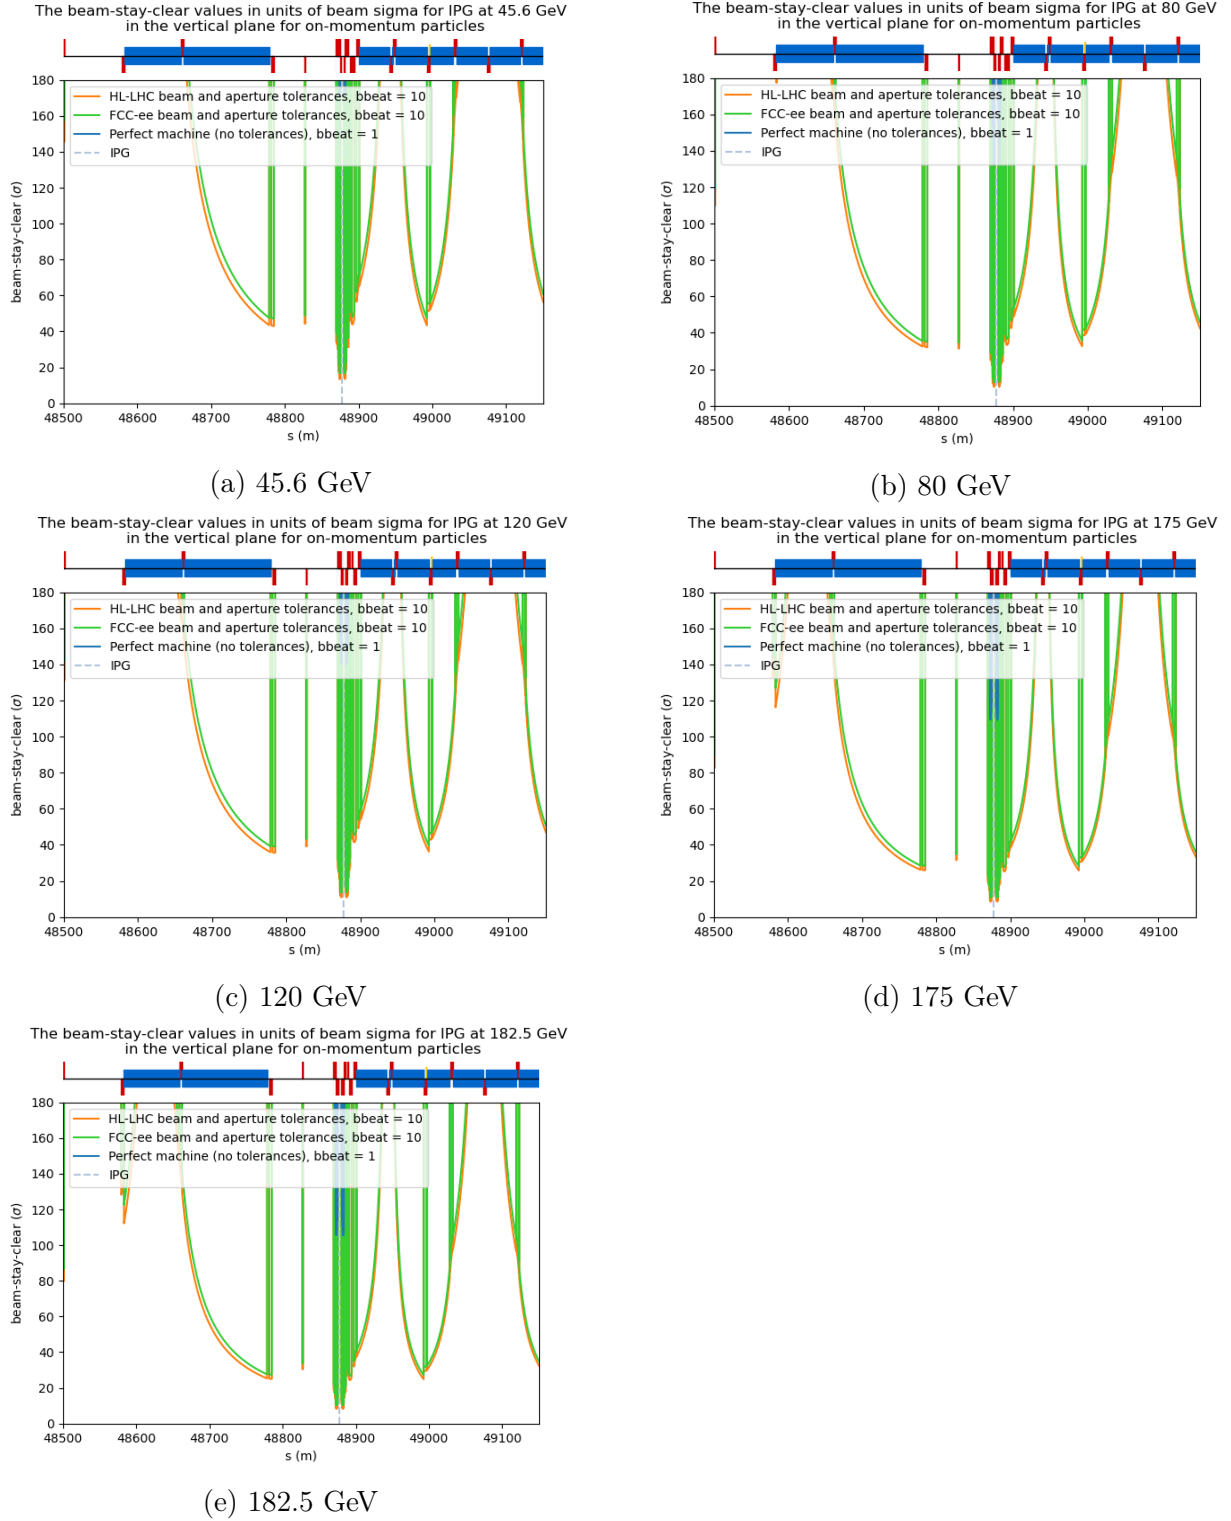 The beam-stay-clear values in units of beam sigma for IPG at 45.6 GeV
in the vertical plane for on-momentum particles
180
160
140
120
100
80
60
40
20
0
beam-stay-clear (σ)
HL-LHC beam and aperture tolerances, bbeat = 10
FCC-ee beam and aperture tolerances, bbeat = 10
Perfect machine (no tolerances), bbeat = 1
IPG
48500 48600 48700 48800 48900 49000 49100
s (m)
(a) 45.6 GeV
The beam-stay-clear values in units of beam sigma for IPG at 80 GeV
in the vertical plane for on-momentum particles
180
160
140
120
100
80
60
40
20
0
beam-stay-clear (σ)
HL-LHC beam and aperture tolerances, bbeat = 10
FCC-ee beam and aperture tolerances, bbeat = 10
Perfect machine (no tolerances), bbeat = 1
IPG
48500 48600 48700 48800 48900 49000 49100
s (m)
(b) 80 GeV
The beam-stay-clear values in units of beam sigma for IPG at 120 GeV
in the vertical plane for on-momentum particles
180
160
140
120
100
80
60
40
20
0
beam-stay-clear (σ)
HL-LHC beam and aperture tolerances, bbeat = 10
FCC-ee beam and aperture tolerances, bbeat = 10
Perfect machine (no tolerances), bbeat = 1
IPG
48500 48600 48700 48800 48900 49000 49100
s (m)
(c) 120 GeV
The beam-stay-clear values in units of beam sigma for IPG at 175 GeV
in the vertical plane for on-momentum particles
180
160
140
120
100
80
60
40
20
0
beam-stay-clear (σ)
HL-LHC beam and aperture tolerances, bbeat = 10
FCC-ee beam and aperture tolerances, bbeat = 10
Perfect machine (no tolerances), bbeat = 1
IPG
48500 48600 48700 48800 48900 49000 49100
s (m)
(d) 175 GeV
The beam-stay-clear values in units of beam sigma for IPG at 182.5 GeV
in the vertical plane for on-momentum particles
180
160
140
120
100
80
60
40
20
0
beam-stay-clear (σ)
HL-LHC beam and aperture tolerances, bbeat = 10
FCC-ee beam and aperture tolerances, bbeat = 10
Perfect machine (no tolerances), bbeat = 1
IPG
48500 48600 48700 48800 48900 49000 49100
s (m)
(e) 182.5 GeV